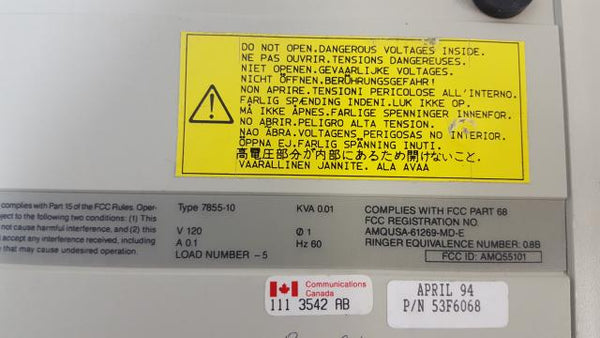 DO NOT OPEN.DANGEROUS VOLTAGES INSIDE.
NE PAS OUVRIR.TENSIONS DANGEREUSES.
NIET OPENEN.GEVAARLIJKE VOLTAGES.
NICHT ÖFFNEN.BERÜHRUNGSGEFAHR!
NON APRIRE.TENSIONI PERICOLOSE ALL'INTERNO.
FARLIG SPÆNDING INDENI.LUK IKKE OP.
MÅ IKKE ÅPNES.FARLIGE SPENNINGER INNENFOR.
NO ABRIR.PELIGRO ALTA TENSION.
NAO ABRA.VOLTAGENS PERIGOSAS NO INTERIOR.
ÖPPNA EJ.FARLIG SPÄNNING INUTI.
高電圧部分が内部にあるため開けないこと.
VAARALLINEN JANNITE. ALA AVAA
complies with Part 15 of the FCC Rules. Oper-
ject to the following two conditions: (1) This
not cause harmful interference, and (2) this
accept any interference received, including
that may cause undesired operation.
Type 7855-10 KVA 0.01
V 120 Ø 1
A 0.1 Hz 60
LOAD NUMBER - 5
COMPLIES WITH FCC PART 68
FCC REGISTRATION NO.
AMQUSA-61269-MD-E
RINGER EQUIVALENCE NUMBER: 0.8B
FCC ID: AMQ55101
Communications
Canada
111 3542 AB
APRIL 94
P/N 53F6068